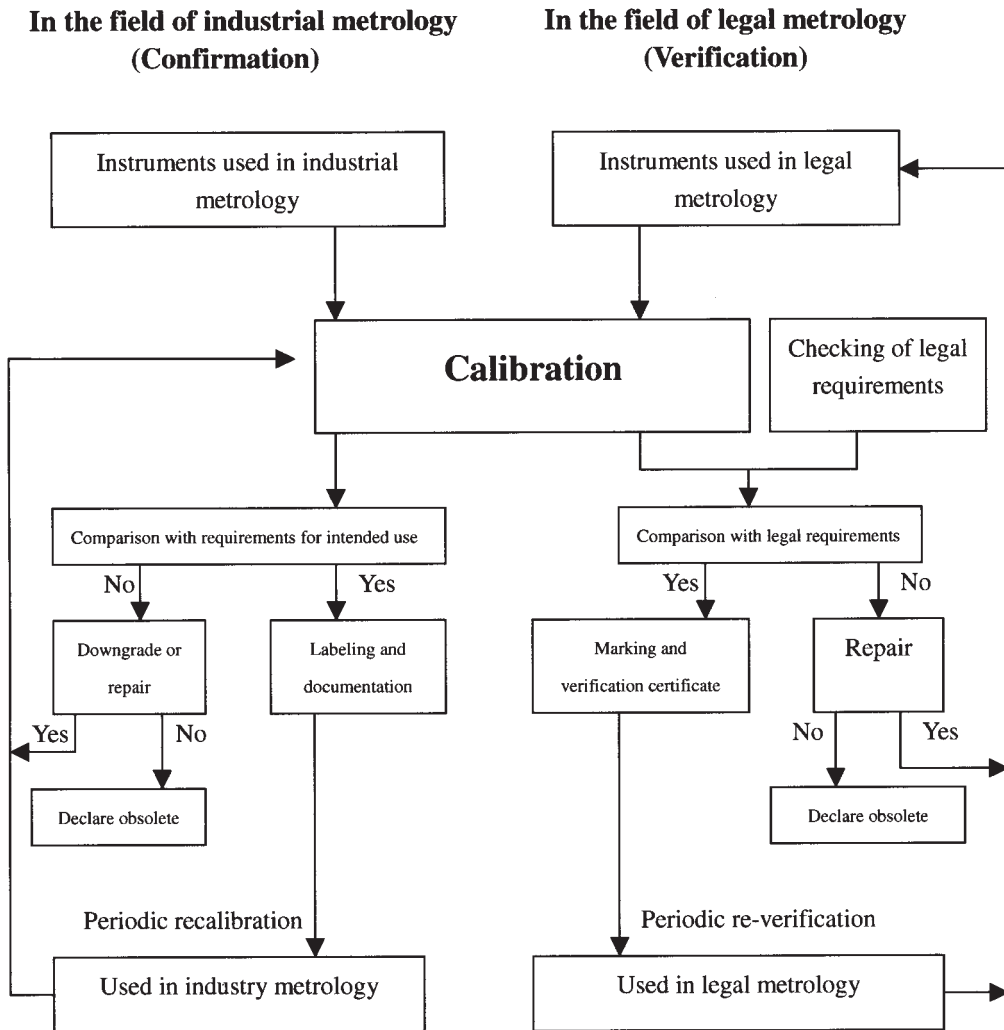 In the field of industrial metrology
(Confirmation)
In the field of legal metrology
(Verification)
Instruments used in industrial
metrology
Instruments used in legal
metrology
Calibration
Checking of legal
requirements
Comparison with requirements for intended use
Comparison with legal requirements
No
Yes
Yes
No
Downgrade or
repair
Labeling and
documentation
Marking and
verification certificate
Repair
Yes
No
No
Yes
Declare obsolete
Declare obsolete
Periodic recalibration
Periodic re-verification
Used in industry metrology
Used in legal metrology